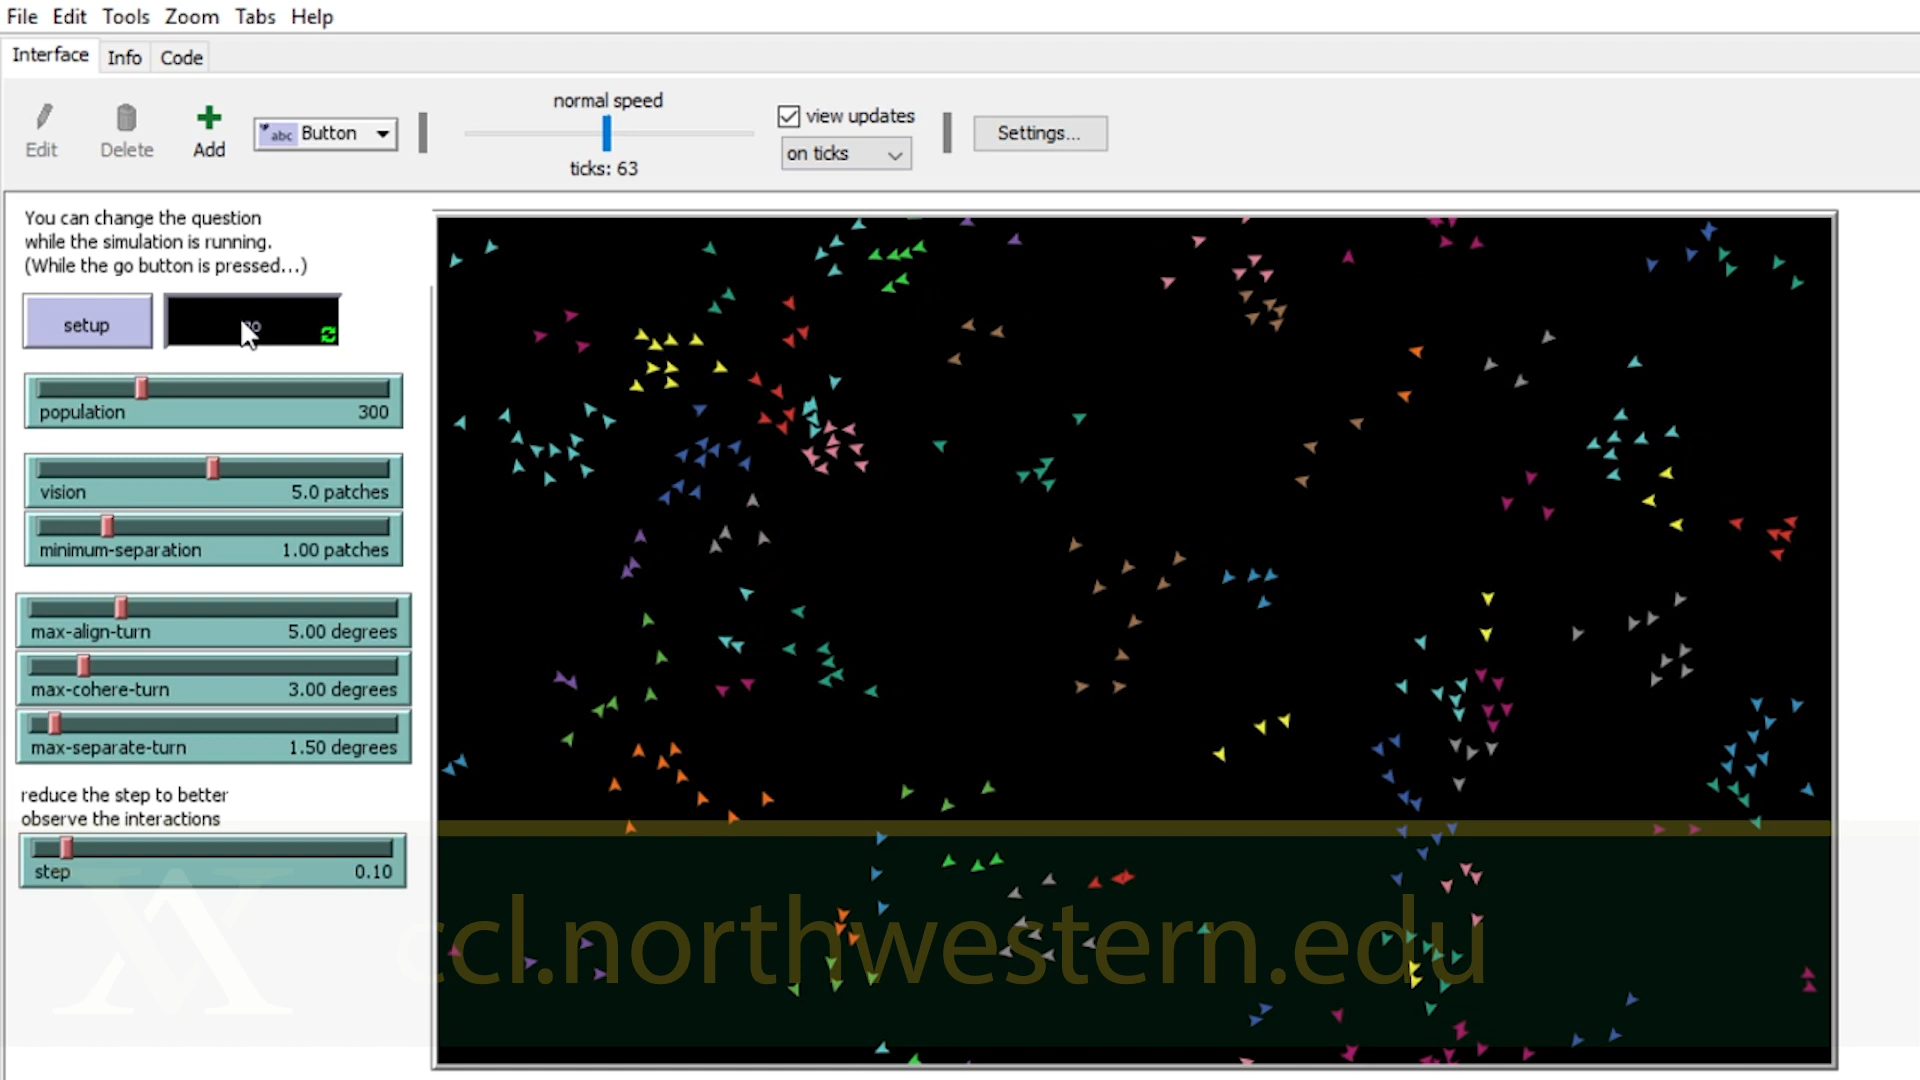 File Edit Tools Zoom Tabs Help
Interface Info Code
Edit Delete Add abc Button normal speed ticks: 63 view updates on ticks Settings...
You can change the question
while the simulation is running.
(While the go button is pressed...)
setup
population 300
vision 5.0 patches
minimum-separation 1.00 patches
max-align-turn 5.00 degrees
max-cohere-turn 3.00 degrees
max-separate-turn 1.50 degrees
reduce the step to better
observe the interactions
step 0.10
ccl.northwestern.edu